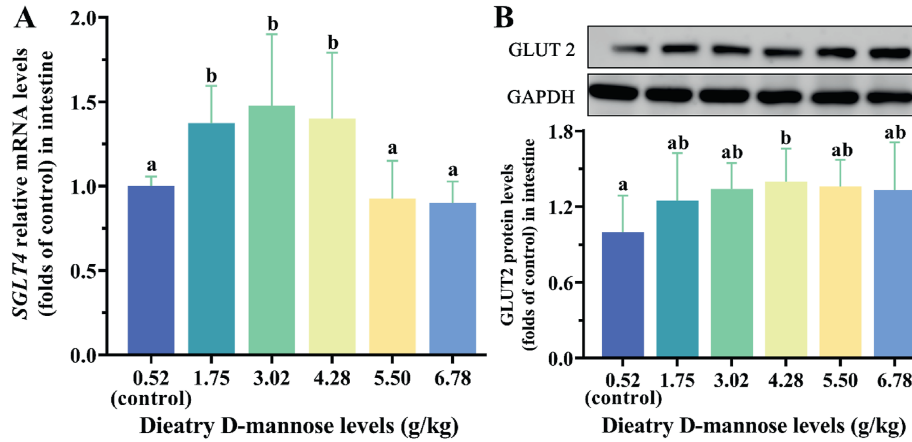 A
SGLT4 relative mRNA levels
(folds of control) in intestine
2.0
1.5
1.0
0.5
0.0
a
b
b
b
a
a
0.52
(control)
1.75
3.02
4.28
5.50
6.78
Dieatry D-mannose levels (g/kg)
B
GLUT 2
GAPDH
GLUT2 protein levels
(folds of control) in intestine
1.8
1.2
0.6
0.0
a
ab
ab
b
ab
ab
0.52
(control)
1.75
3.02
4.28
5.50
6.78
Dieatry D-mannose levels (g/kg)